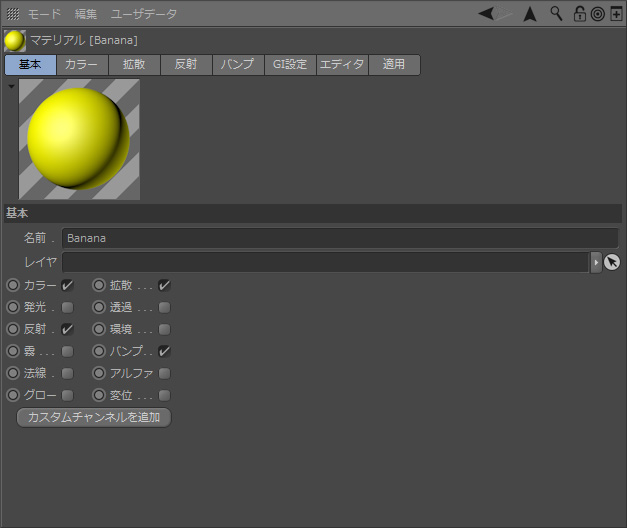 モード 編集 ユーザデータ
マテリアル [Banana]
基本 カラー 拡散 反射 バンプ GI設定 エディタ 適用
基本
名前 . Banana
レイヤ
カラー 拡散 . . .
発光 . 透過 . . .
反射 . 環境 . . .
霧 . . . バンプ. .
法線 . アルファ
グロー 変位 . . .
カスタムチャンネルを追加